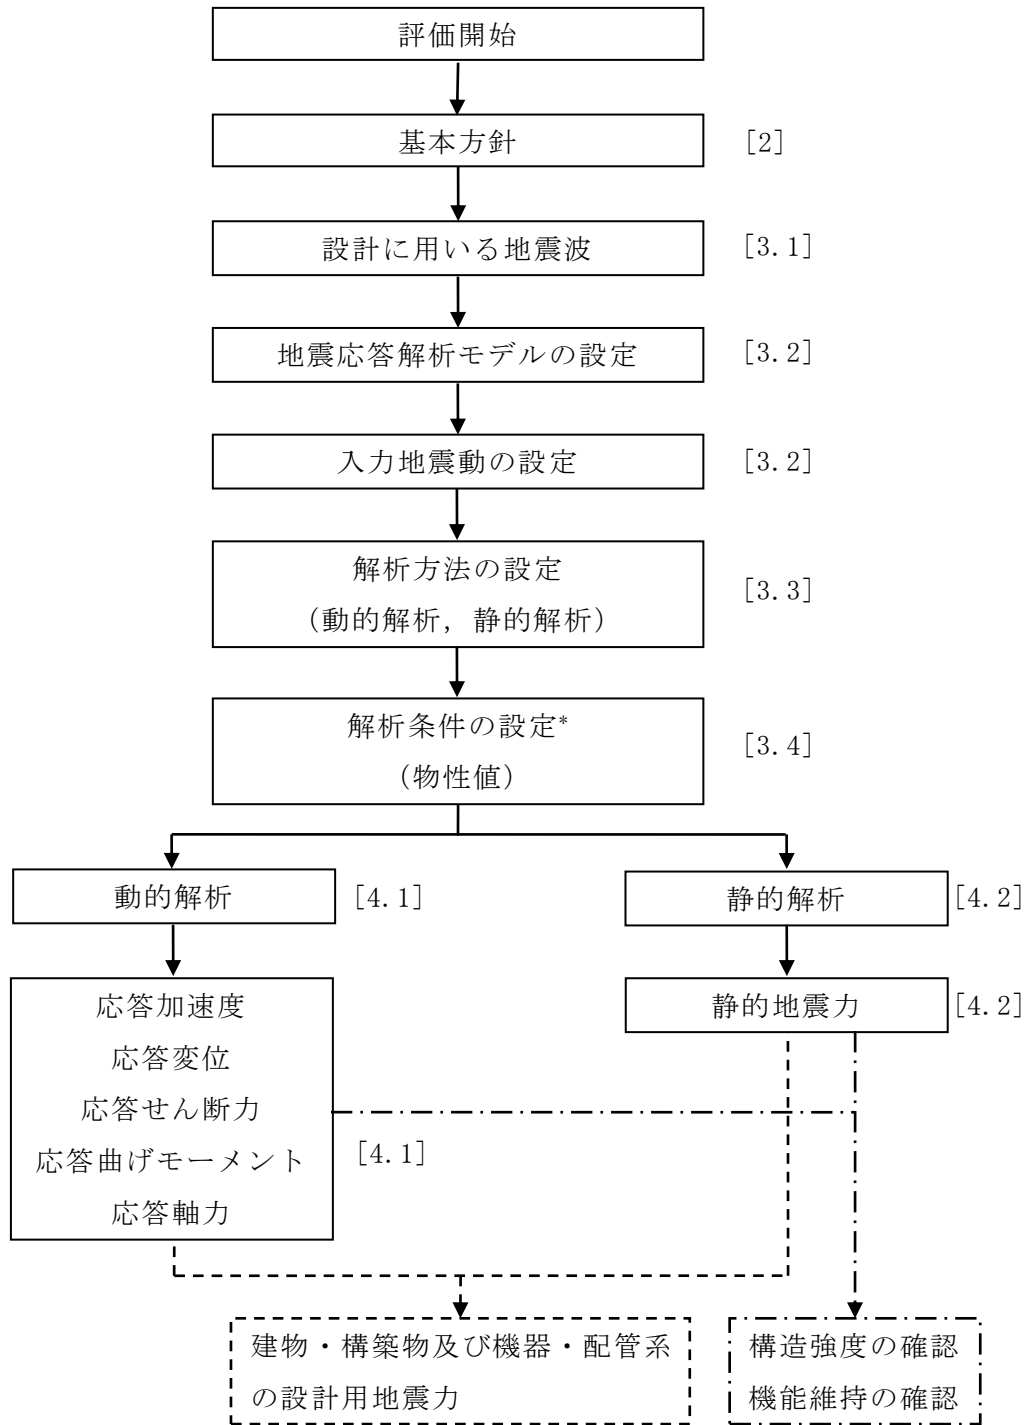 評価開始
基本方針 [2]
設計に用いる地震波 [3.1]
地震応答解析モデルの設定 [3.2]
入力地震動の設定 [3.2]
解析方法の設定
(動的解析, 静的解析) [3.3]
解析条件の設定*
(物性値) [3.4]
動的解析 [4.1]
静的解析 [4.2]
応答加速度
応答変位
応答せん断力
応答曲げモーメント
応答軸力
[4.1]
静的地震力 [4.2]
建物・構築物及び機器・配管系
の設計用地震力
構造強度の確認
機能維持の確認